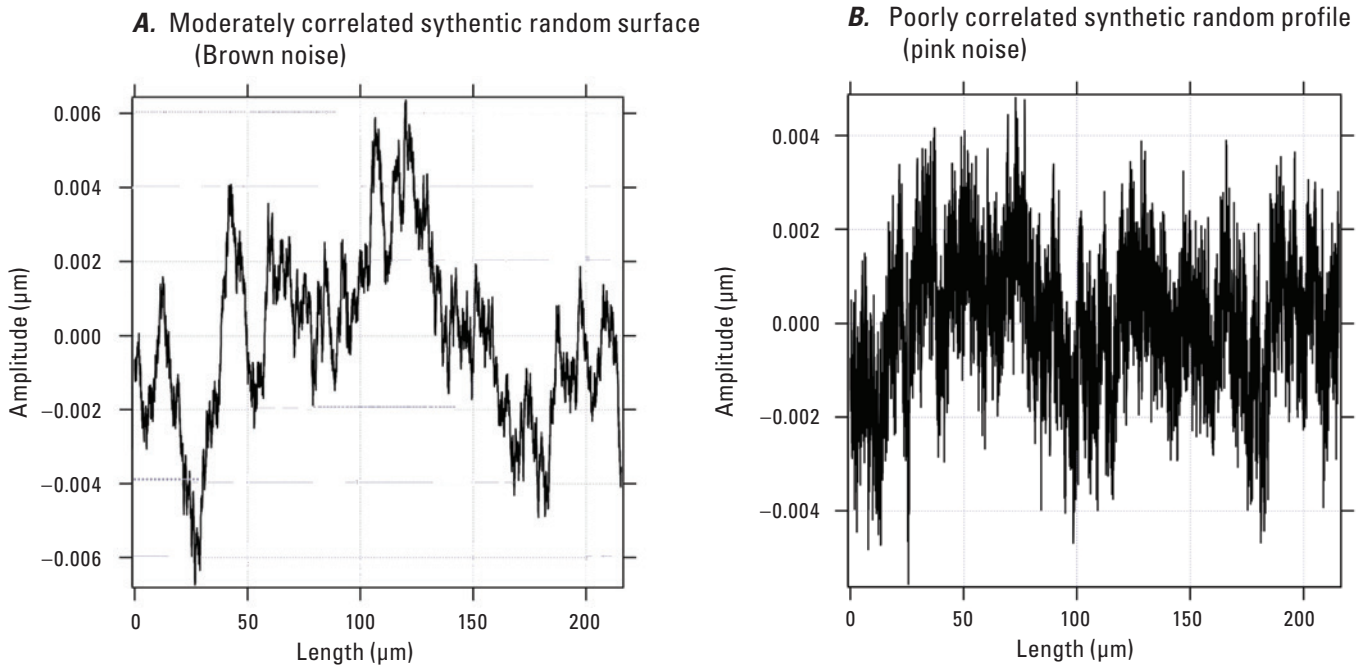 A. Moderately correlated sythentic random surface
(Brown noise)
0.006
0.004
0.002
0.000
−0.002
−0.004
−0.006
Amplitude (µm)
0
50
100
150
200
Length (µm)
B. Poorly correlated synthetic random profile
(pink noise)
0.004
0.002
0.000
−0.002
−0.004
Amplitude (µm)
0
50
100
150
200
Length (µm)